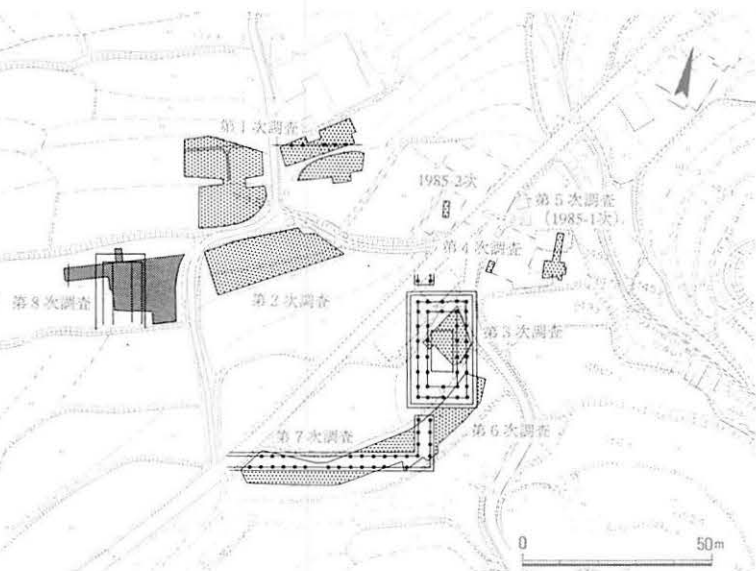 第1次調査
1985-2次
第5次調査
(1985-1次)
第4次調査
第8次調査
第2次調査
第3次調査
第7次調査
第6次調査
0 50m